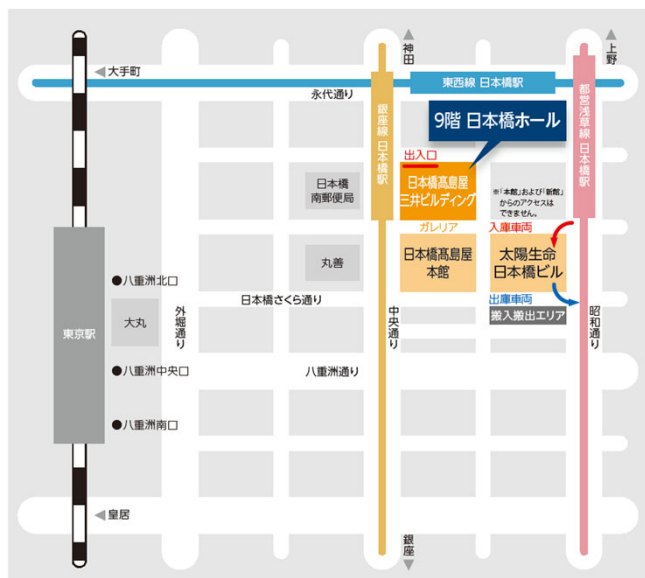 神田
上野
大手町
東西線 日本橋駅
永代通り
9階 日本橋ホール
銀座線 日本橋駅
都営浅草線 日本橋駅
出入口
日本橋
南郵便局
日本橋髙島屋
三井ビルディング
※「本館」および「新館」
からのアクセスは
できません。
ガレリア
入庫車両
丸善
日本橋髙島屋
本館
太陽生命
日本橋ビル
●八重洲北口
日本橋さくら通り
出庫車両
搬入搬出エリア
大丸
外堀通り
中央通り
昭和通り
東京駅
●八重洲中央口
八重洲通り
●八重洲南口
皇居
銀座